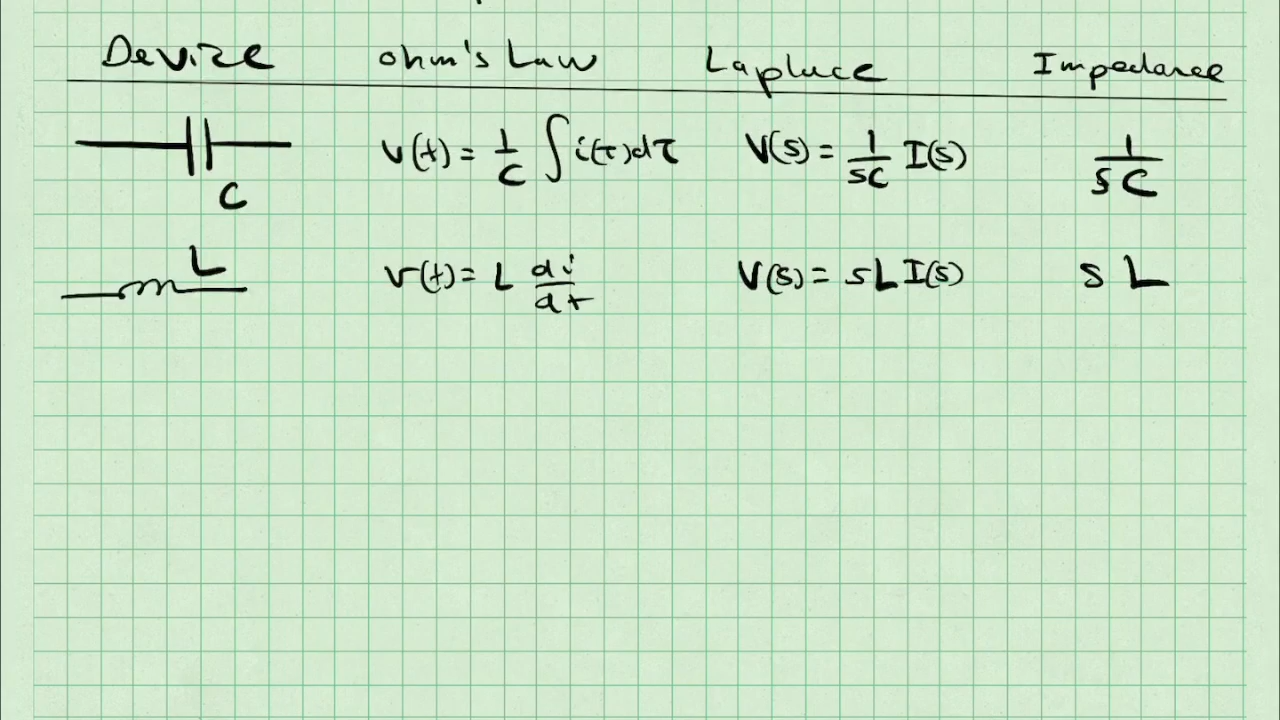 Device ohm's Law Laplace Impedance
v(t) = 1/C ∫ i(τ)dτ V(s) = 1/sC I(s) 1/sC
C
L
v(t) = L di/dt V(s) = sL I(s) sL